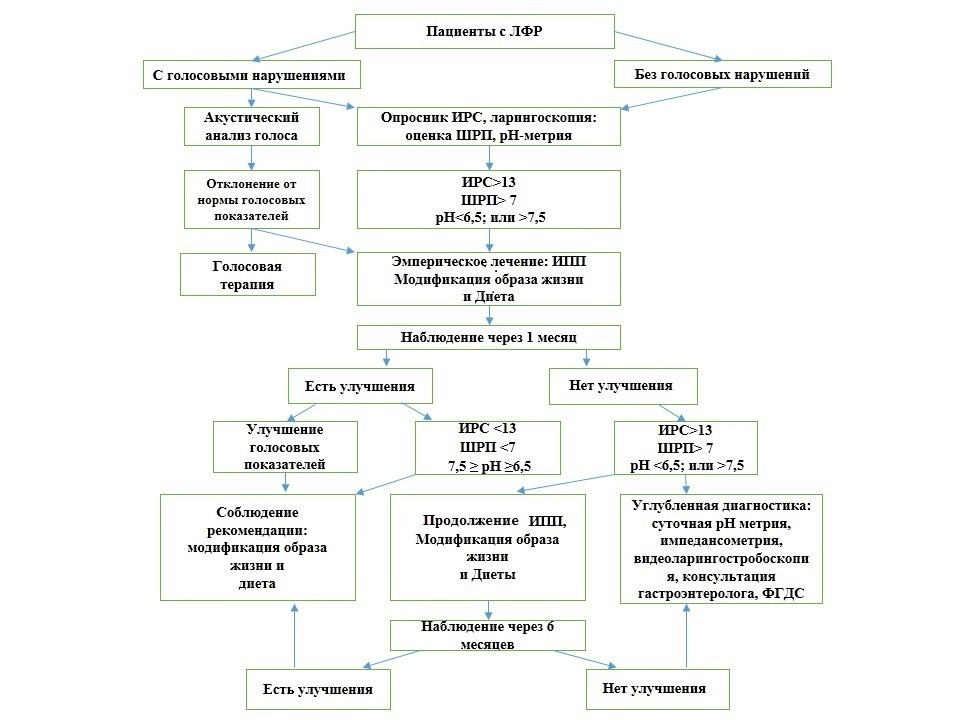 Пациенты с ЛФР
С голосовыми нарушениями
Без голосовых нарушений
Акустический
анализ голоса
Опросник ИРС, ларингоскопия:
оценка ШРП, рН-метрия
Отклонение от
нормы голосовых
показателей
ИРС>13
ШРП> 7
рН<6,5; или >7,5
Голосовая
терапия
Эмперическое лечение: ИПП
Модификация образа жизни
и Диета
Наблюдение через 1 месяц
Есть улучшения
Нет улучшения
Улучшение
голосовых
показателей
ИРС <13
ШРП <7
7,5 ≥ рН ≥6,5
ИРС>13
ШРП> 7
рН <6,5; или >7,5
Соблюдение
рекомендации:
модификация образа
жизни и
диета
Продолжение ИПП,
Модификация образа
жизни
и Диеты
Углубленная диагностика:
суточная рН метрия,
импедансометрия,
видеоларингостробоскопи
я, консультация
гастроэнтеролога, ФГДС
Наблюдение через 6
месяцев
Есть улучшения
Нет улучшения